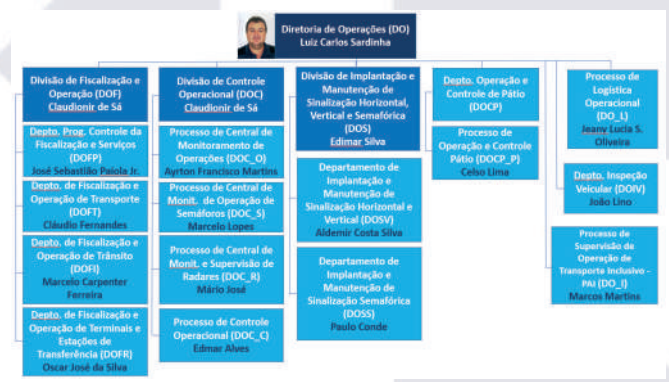 Diretoria de Operações (DO)
Luiz Carlos Sardinha
Divisão de Fiscalização e
Operação (DOF)
Claudionir de Sá
Depto. Prog. Controle da
Fiscalização e Serviços
(DOFP)
José Sebastião Paiola Jr.
Depto. de Fiscalização e
Operação de Transporte
(DOFT)
Cláudio Fernandes
Depto. de Fiscalização e
Operação de Trânsito
(DOFI)
Marcelo Carpenter
Ferreira
Depto. de Fiscalização e
Operação de Terminais e
Estações de
Transferência (DOFR)
Oscar José da Silva
Divisão de Controle
Operacional (DOC)
Claudionir de Sá
Processo de Central de
Monitoramento de
Operações (DOC_O)
Ayrton Francisco Martins
Processo de Central de
Monit. de Operação de
Semáforos (DOC_S)
Marcelo Lopes
Processo de Central de
Monit. e Supervisão de
Radares (DOC_R)
Mário José
Processo de Controle
Operacional (DOC_C)
Edmar Alves
Divisão de Implantação e
Manutenção de
Sinalização Horizontal,
Vertical e Semafórica
(DOS)
Edimar Silva
Departamento de
Implantação e
Manutenção de
Sinalização Horizontal e
Vertical (DOSV)
Aldemir Costa Silva
Departamento de
Implantação e
Manutenção de
Sinalização Semafórica
(DOSS)
Paulo Conde
Depto. Operação e
Controle de Pátio
(DOCP)
Processo de
Operação e Controle
Pátio (DOCP_P)
Celso Lima
Processo de
Logística
Operacional
(DO_L)
Jeany Lucia S.
Oliveira
Depto. Inspeção
Veicular (DOIV)
João Lino
Processo de
Supervisão de
Operação de
Transporte Inclusivo -
PAI (DO_I)
Marcos Martins